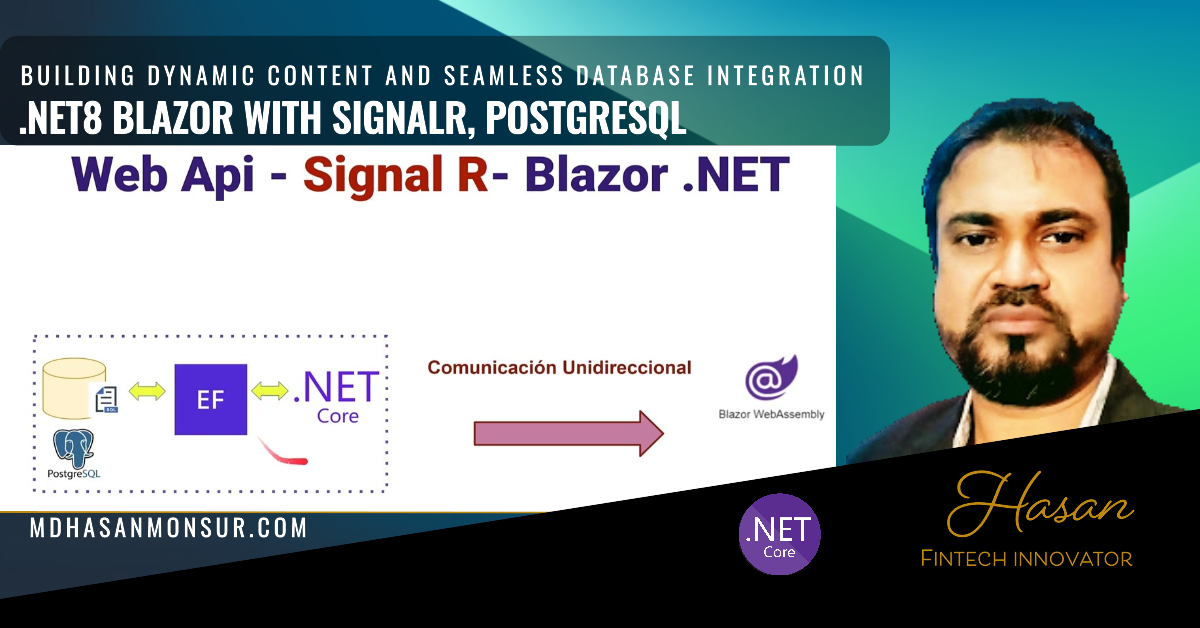 BUILDING DYNAMIC CONTENT AND SEAMLESS DATABASE INTEGRATION
.NET8 BLAZOR WITH SIGNALR, POSTGRESQL
Web Api - Signal R- Blazor .NET
Comunicación Unidireccional
SQL
EF
.NET
Core
PostgreSQL
Blazor WebAssembly
MDHASANMONSUR.COM
.NET
Core
Hasan
FINTECH INNOVATOR